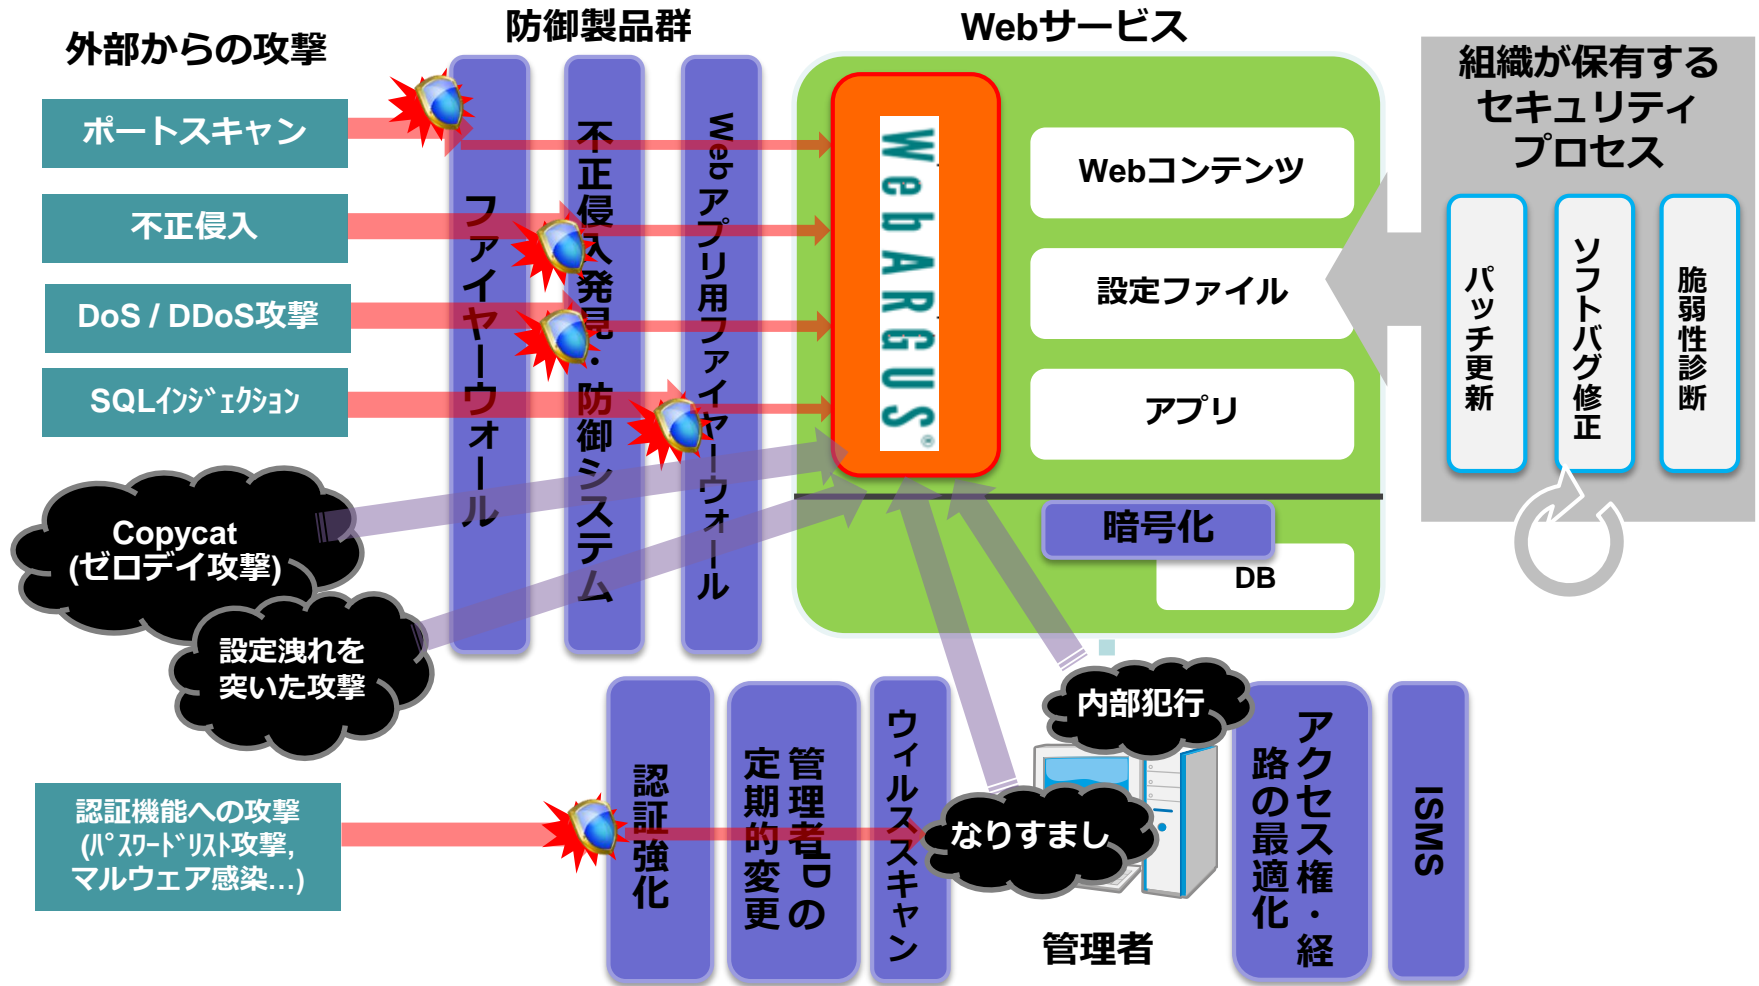 外部からの攻撃
防御製品群
Webサービス
組織が保有する
セキュリティ
プロセス
ポートスキャン
不正侵入
DoS / DDoS攻撃
SQLｲﾝｼﾞｪｸｼｮﾝ
Copycat
(ゼロデイ攻撃)
設定洩れを
突いた攻撃
認証機能への攻撃
(ﾊﾟｽﾜｰﾄﾞﾘｽﾄ攻撃,
マルウェア感染...)
ファイヤーウォール
不正侵入発見・防御システム
Webアプリ用ファイヤーウォール
WebARGUS®
Webコンテンツ
設定ファイル
アプリ
暗号化
DB
パッチ更新
ソフトバグ修正
脆弱性診断
認証強化
管理者IDの
定期的変更
ウィルススキャン
内部犯行
なりすまし
管理者
アクセス権・経
路の最適化
ISMS